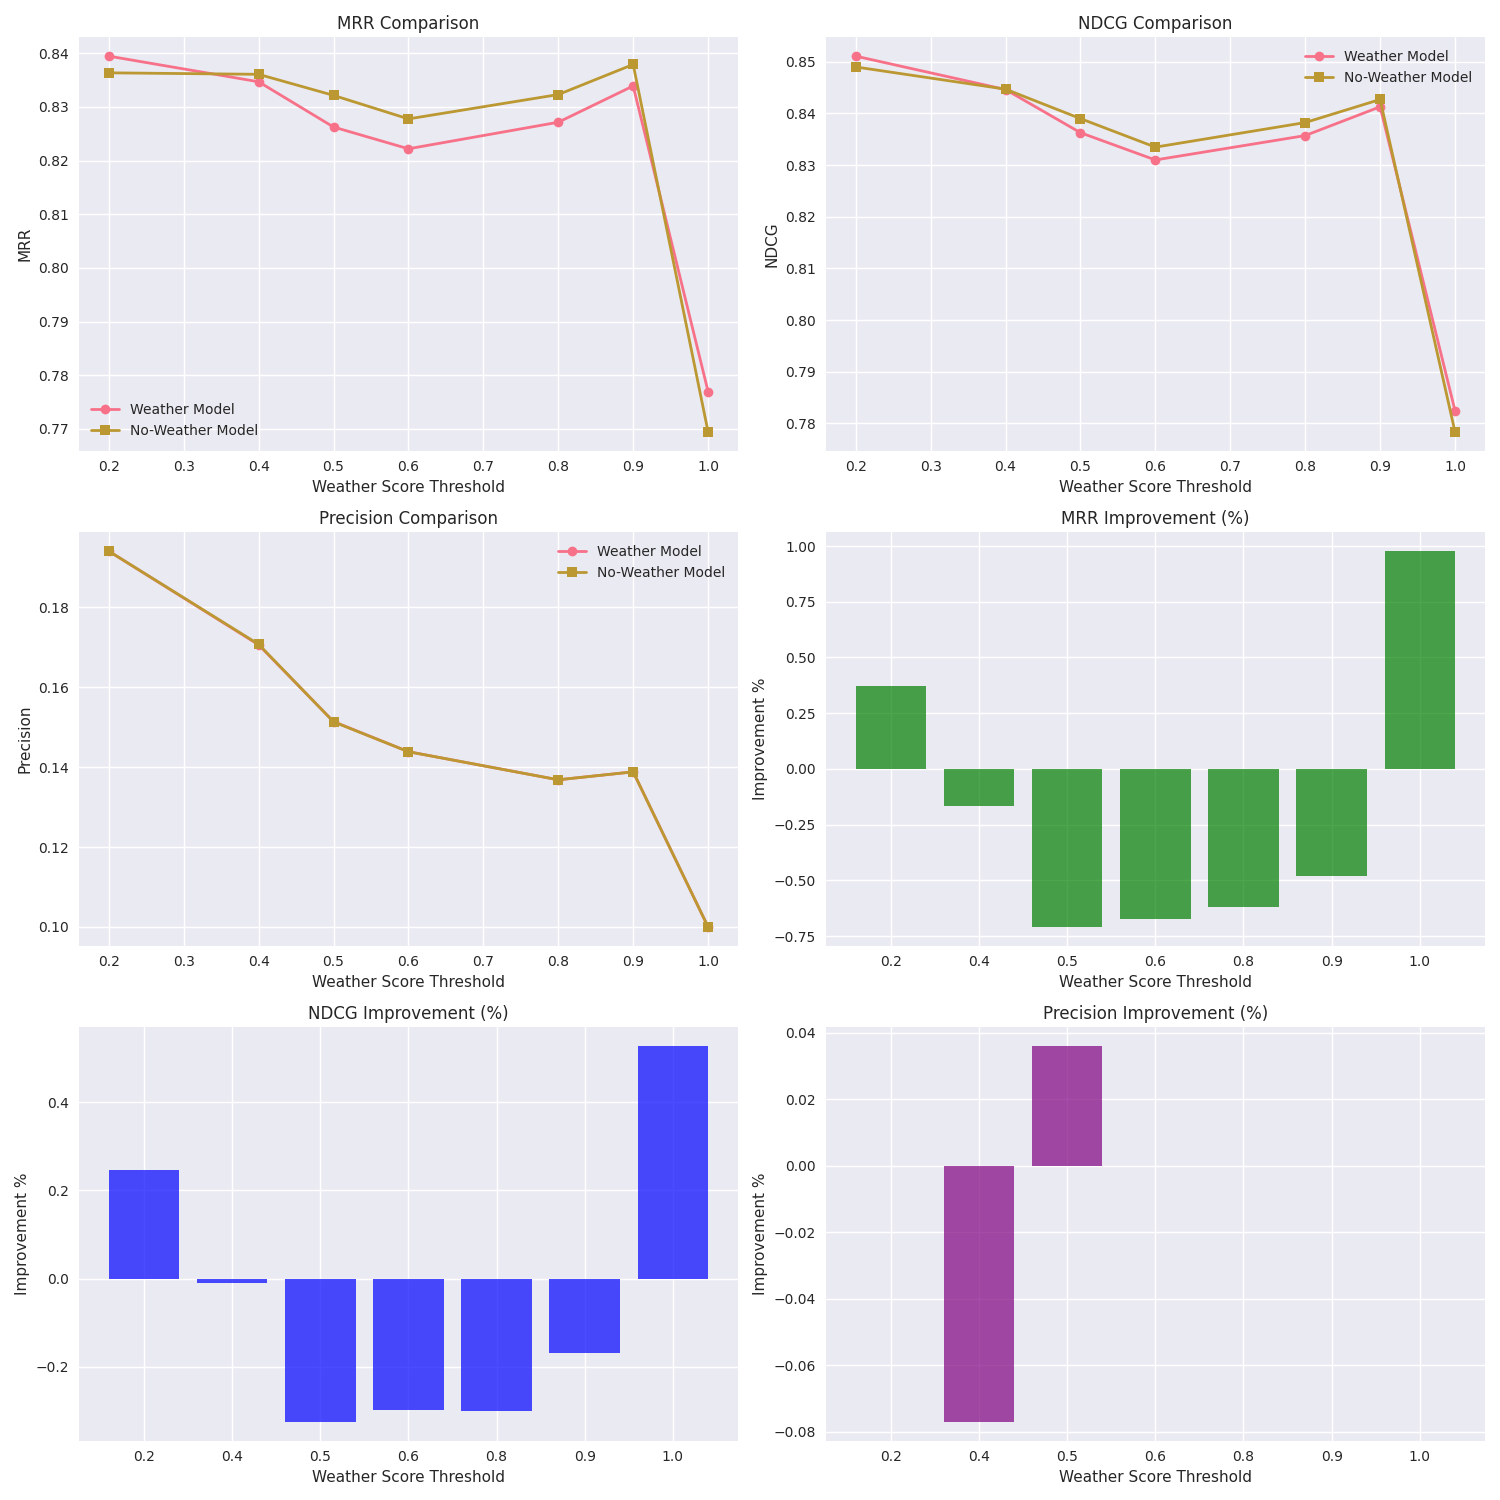 MRR Comparison
0.84
0.83
0.82
0.81
0.80
0.79
0.78
0.77
MRR
Weather Model
No-Weather Model
0.2 0.3 0.4 0.5 0.6 0.7 0.8 0.9 1.0
Weather Score Threshold
NDCG Comparison
0.85
0.84
0.83
0.82
0.81
0.80
0.79
0.78
NDCG
Weather Model
No-Weather Model
0.2 0.3 0.4 0.5 0.6 0.7 0.8 0.9 1.0
Weather Score Threshold
Precision Comparison
0.18
0.16
0.14
0.12
0.10
Precision
Weather Model
No-Weather Model
0.2 0.3 0.4 0.5 0.6 0.7 0.8 0.9 1.0
Weather Score Threshold
MRR Improvement (%)
1.00
0.75
0.50
0.25
0.00
−0.25
−0.50
−0.75
Improvement %
0.2 0.4 0.5 0.6 0.8 0.9 1.0
Weather Score Threshold
NDCG Improvement (%)
0.4
0.2
0.0
−0.2
Improvement %
0.2 0.4 0.5 0.6 0.8 0.9 1.0
Weather Score Threshold
Precision Improvement (%)
0.04
0.02
0.00
−0.02
−0.04
−0.06
−0.08
Improvement %
0.2 0.4 0.5 0.6 0.8 0.9 1.0
Weather Score Threshold